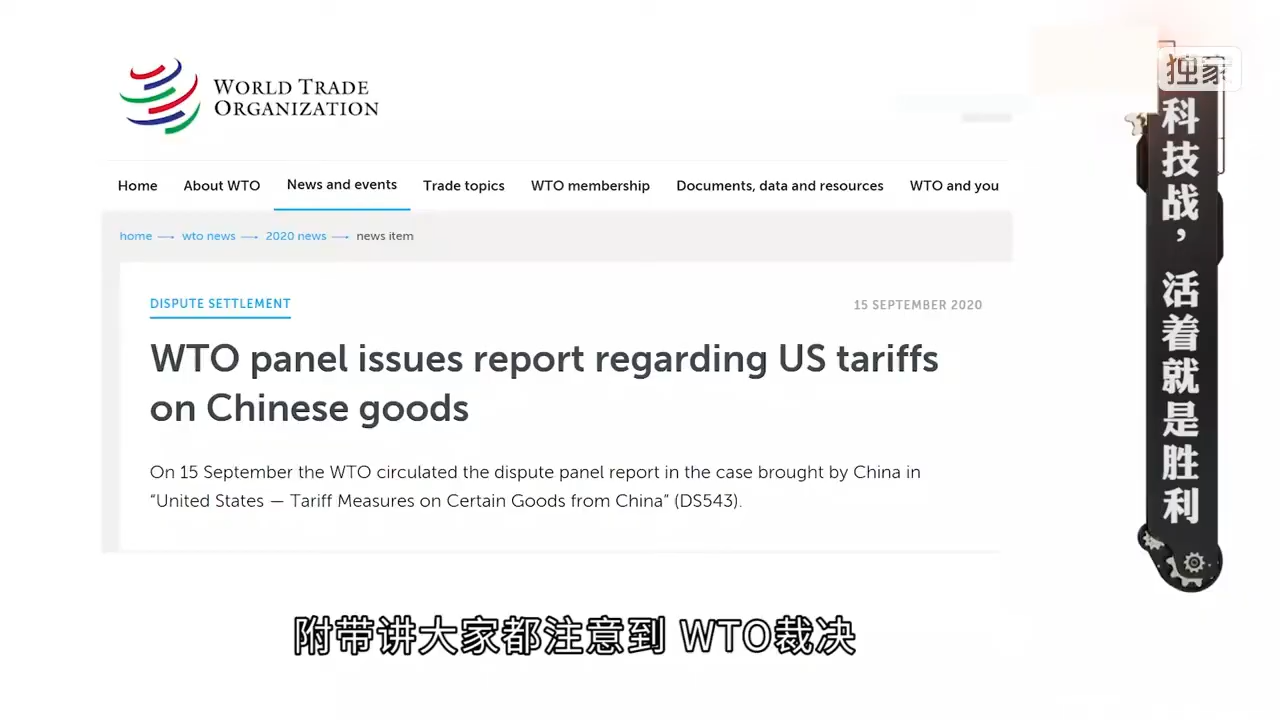 WORLD TRADE
ORGANIZATION
独家
Home About WTO News and events Trade topics WTO membership Documents, data and resources WTO and you
home → wto news → 2020 news → news item
DISPUTE SETTLEMENT
15 SEPTEMBER 2020
WTO panel issues report regarding US tariffs
on Chinese goods
On 15 September the WTO circulated the dispute panel report in the case brought by China in
“United States — Tariff Measures on Certain Goods from China” (DS543).
科技战，活着就是胜利
附带讲大家都注意到 WTO裁决